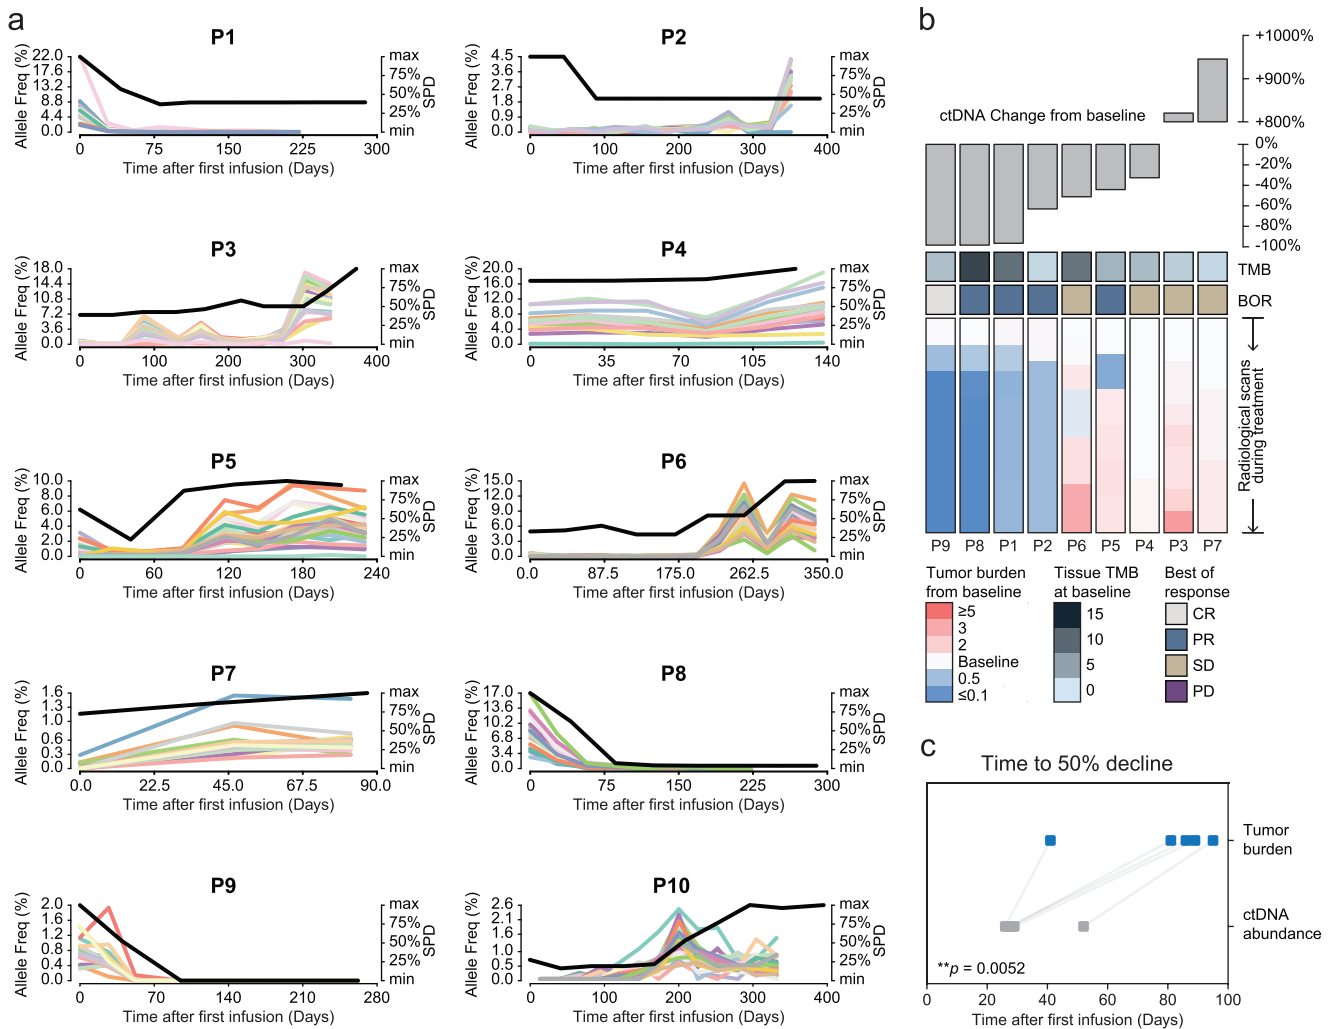 a
P1
Allele Freq (%)
22.0
17.6
13.2
8.8
4.4
0.0
max
75%
50%
25%
min
SPD
0 75 150 225 300
Time after first infusion (Days)
P2
Allele Freq (%)
4.5
3.6
2.7
1.8
0.9
0.0
max
75%
50%
25%
min
SPD
0 100 200 300 400
Time after first infusion (Days)
P3
Allele Freq (%)
18.0
14.4
10.8
7.2
3.6
0.0
max
75%
50%
25%
min
SPD
0 100 200 300 400
Time after first infusion (Days)
P4
Allele Freq (%)
20.0
16.0
12.0
8.0
4.0
0.0
max
75%
50%
25%
min
SPD
0 35 70 105 140
Time after first infusion (Days)
P5
Allele Freq (%)
10.0
8.0
6.0
4.0
2.0
0.0
max
75%
50%
25%
min
SPD
0 60 120 180 240
Time after first infusion (Days)
P6
Allele Freq (%)
15.0
12.0
9.0
6.0
3.0
0.0
max
75%
50%
25%
min
SPD
0.0 87.5 175.0 262.5 350.0
Time after first infusion (Days)
P7
Allele Freq (%)
1.6
1.3
1.0
0.6
0.3
0.0
max
75%
50%
25%
min
SPD
0.0 22.5 45.0 67.5 90.0
Time after first infusion (Days)
P8
Allele Freq (%)
17.0
13.6
10.2
6.8
3.4
0.0
max
75%
50%
25%
min
SPD
0 75 150 225 300
Time after first infusion (Days)
P9
Allele Freq (%)
2.0
1.6
1.2
0.8
0.4
0.0
max
75%
50%
25%
min
SPD
0 70 140 210 280
Time after first infusion (Days)
P10
Allele Freq (%)
2.6
2.1
1.6
1.0
0.5
0.0
max
75%
50%
25%
min
SPD
0 100 200 300 400
Time after first infusion (Days)
b
ctDNA Change from baseline
+1000%
+900%
+800%
0%
-20%
-40%
-60%
-80%
-100%
TMB
BOR
Radiological scans
during treatment
P9 P8 P1 P2 P6 P5 P4 P3 P7
Tumor burden
from baseline
≥5
3
2
Baseline
0.5
≤0.1
Tissue TMB
at baseline
15
10
5
0
Best of
response
CR
PR
SD
PD
c
Time to 50% decline
Tumor
burden
ctDNA
abundance
**p = 0.0052
0 20 40 60 80 100
Time after first infusion (Days)